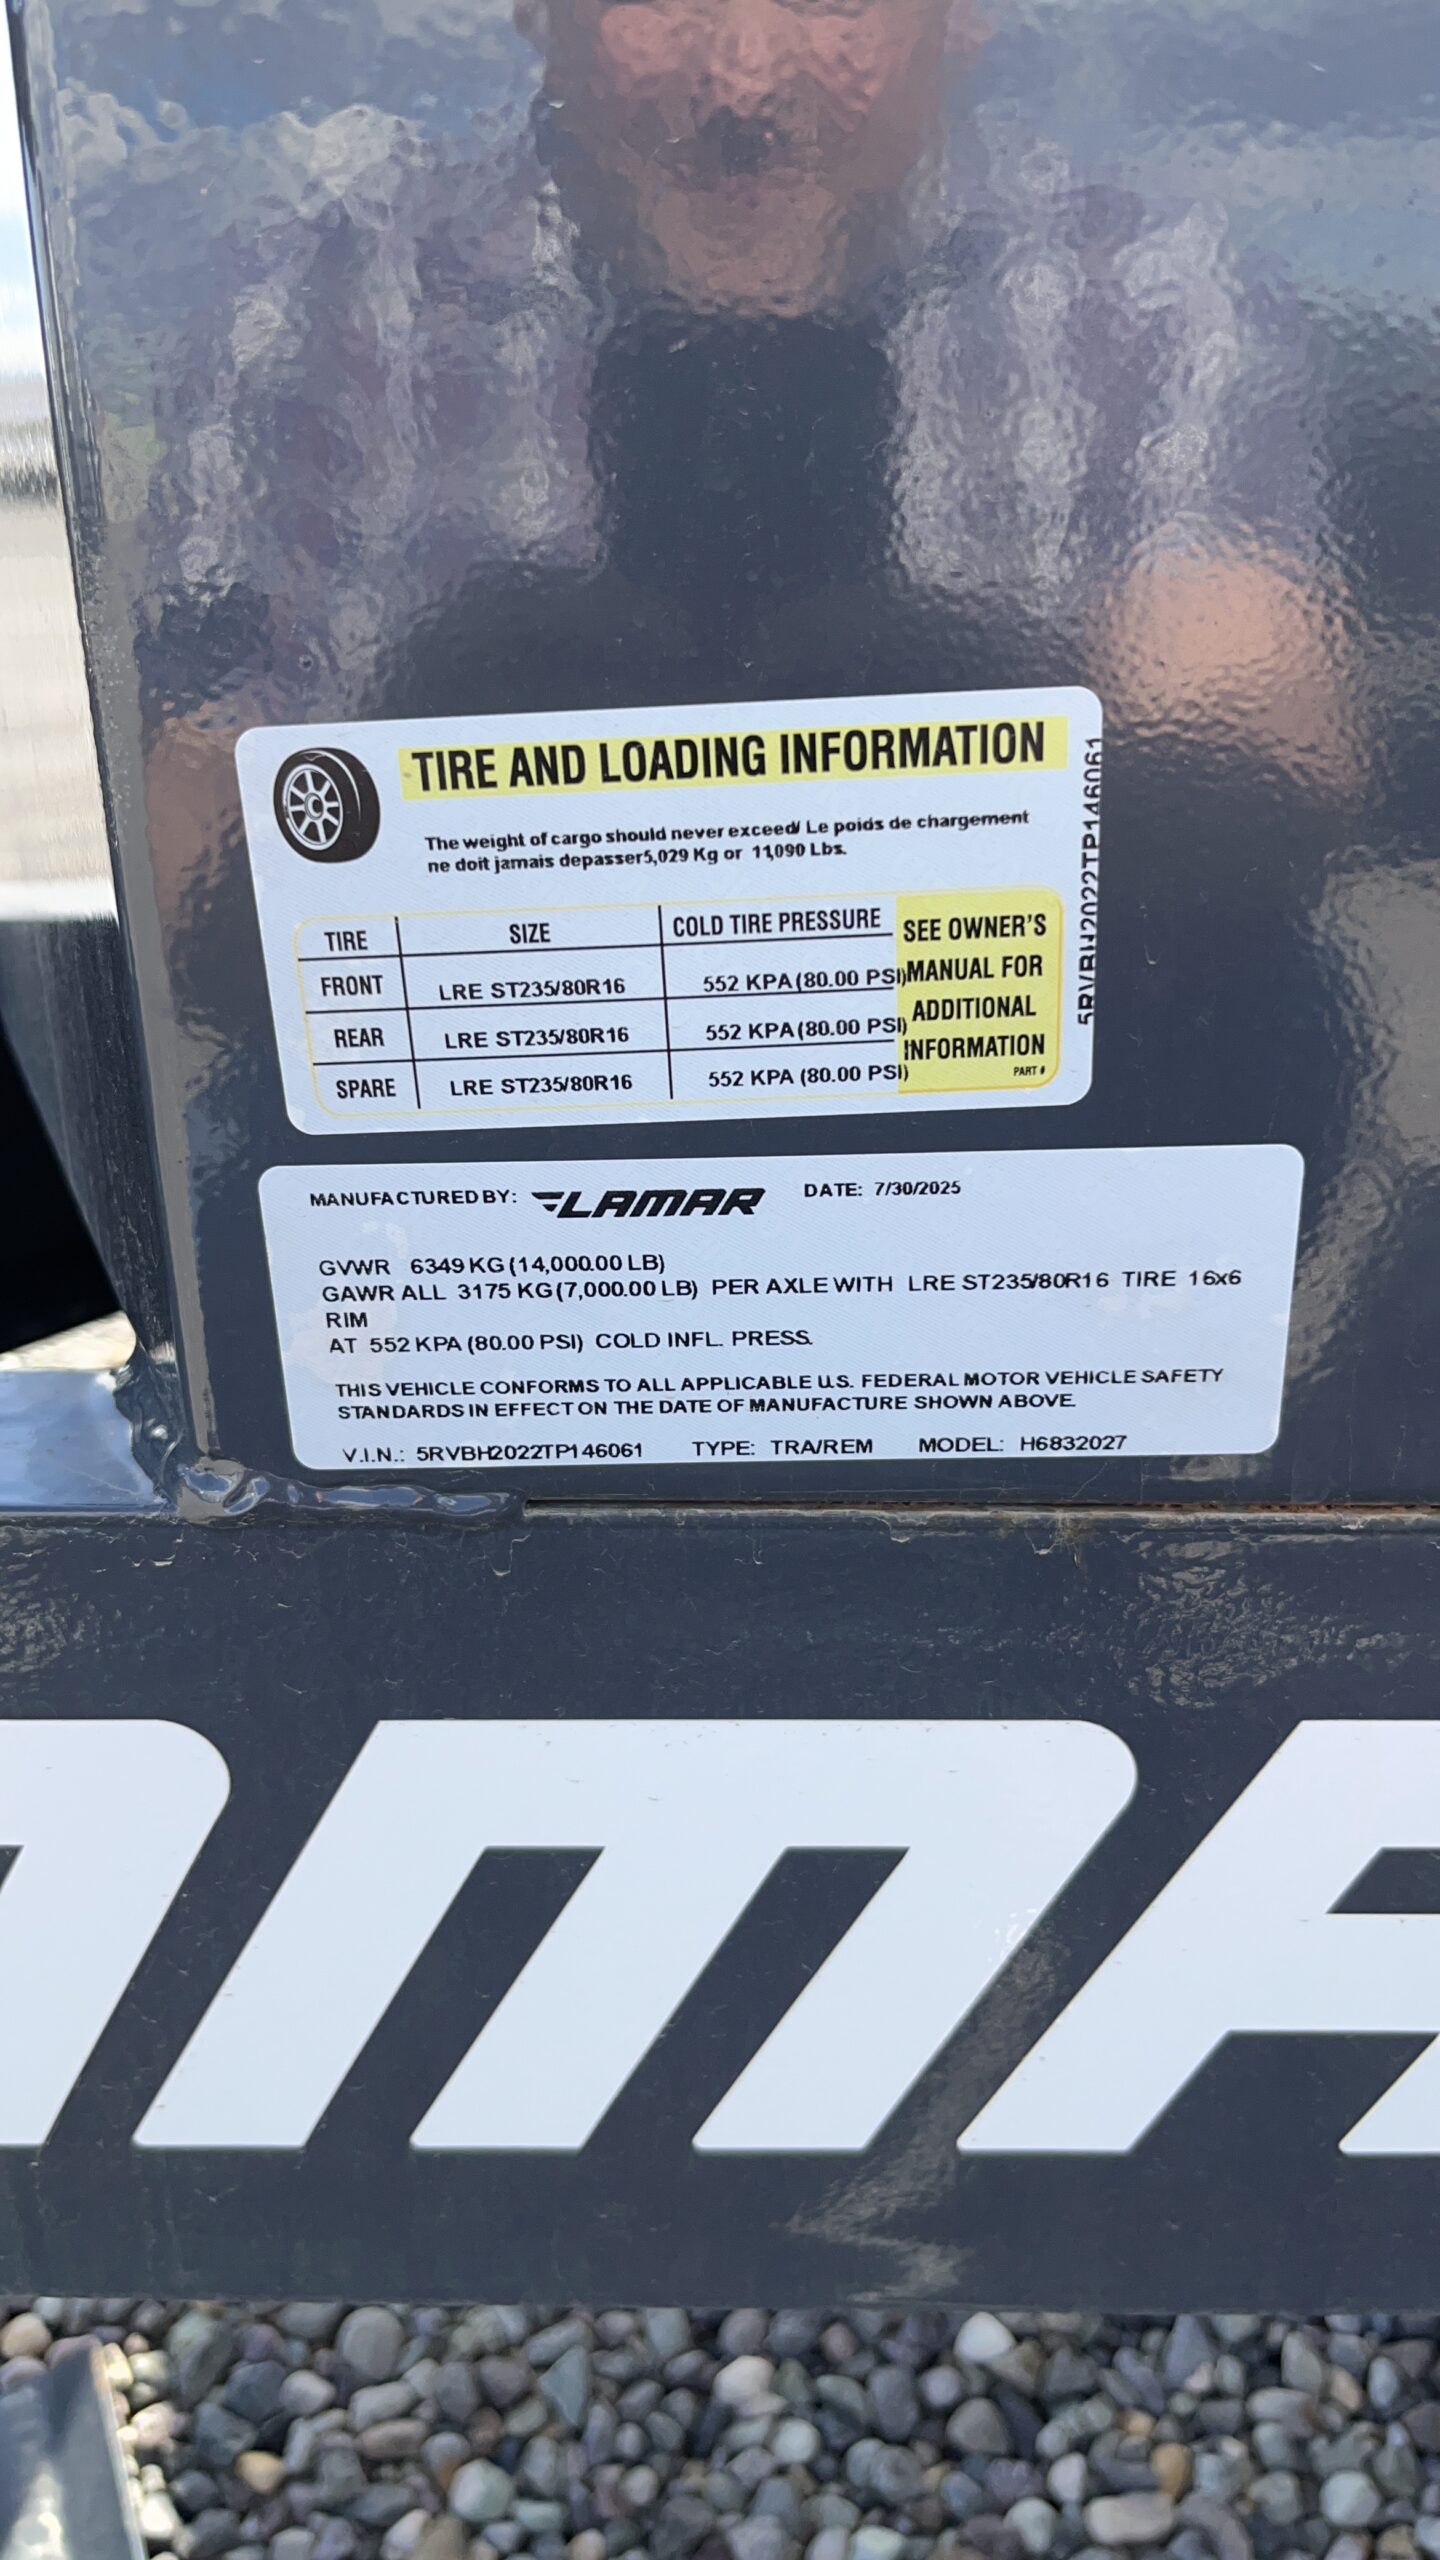 TIRE AND LOADING INFORMATION
The weight of cargo should never exceed/ Le poids de chargement
ne doit jamais depasser5,029 Kg or 11,090 Lbs.
TIRE SIZE COLD TIRE PRESSURE
FRONT LRE ST235/80R16 552 KPA (80.00 PSI)
REAR LRE ST235/80R16 552 KPA (80.00 PSI)
SPARE LRE ST235/80R16 552 KPA (80.00 PSI)
SEE OWNER'S
MANUAL FOR
ADDITIONAL
INFORMATION
PART #
5RVBH2022TP146061
MANUFACTURED BY: LAMAR DATE: 7/30/2025
GVWR 6349 KG (14,000.00 LB)
GAWR ALL 3175 KG (7,000.00 LB) PER AXLE WITH LRE ST235/80R16 TIRE 16x6
RIM
AT 552 KPA (80.00 PSI) COLD INFL. PRESS.
THIS VEHICLE CONFORMS TO ALL APPLICABLE U.S. FEDERAL MOTOR VEHICLE SAFETY
STANDARDS IN EFFECT ON THE DATE OF MANUFACTURE SHOWN ABOVE.
V.I.N.: 5RVBH2022TP146061 TYPE: TRA/REM MODEL: H6832027